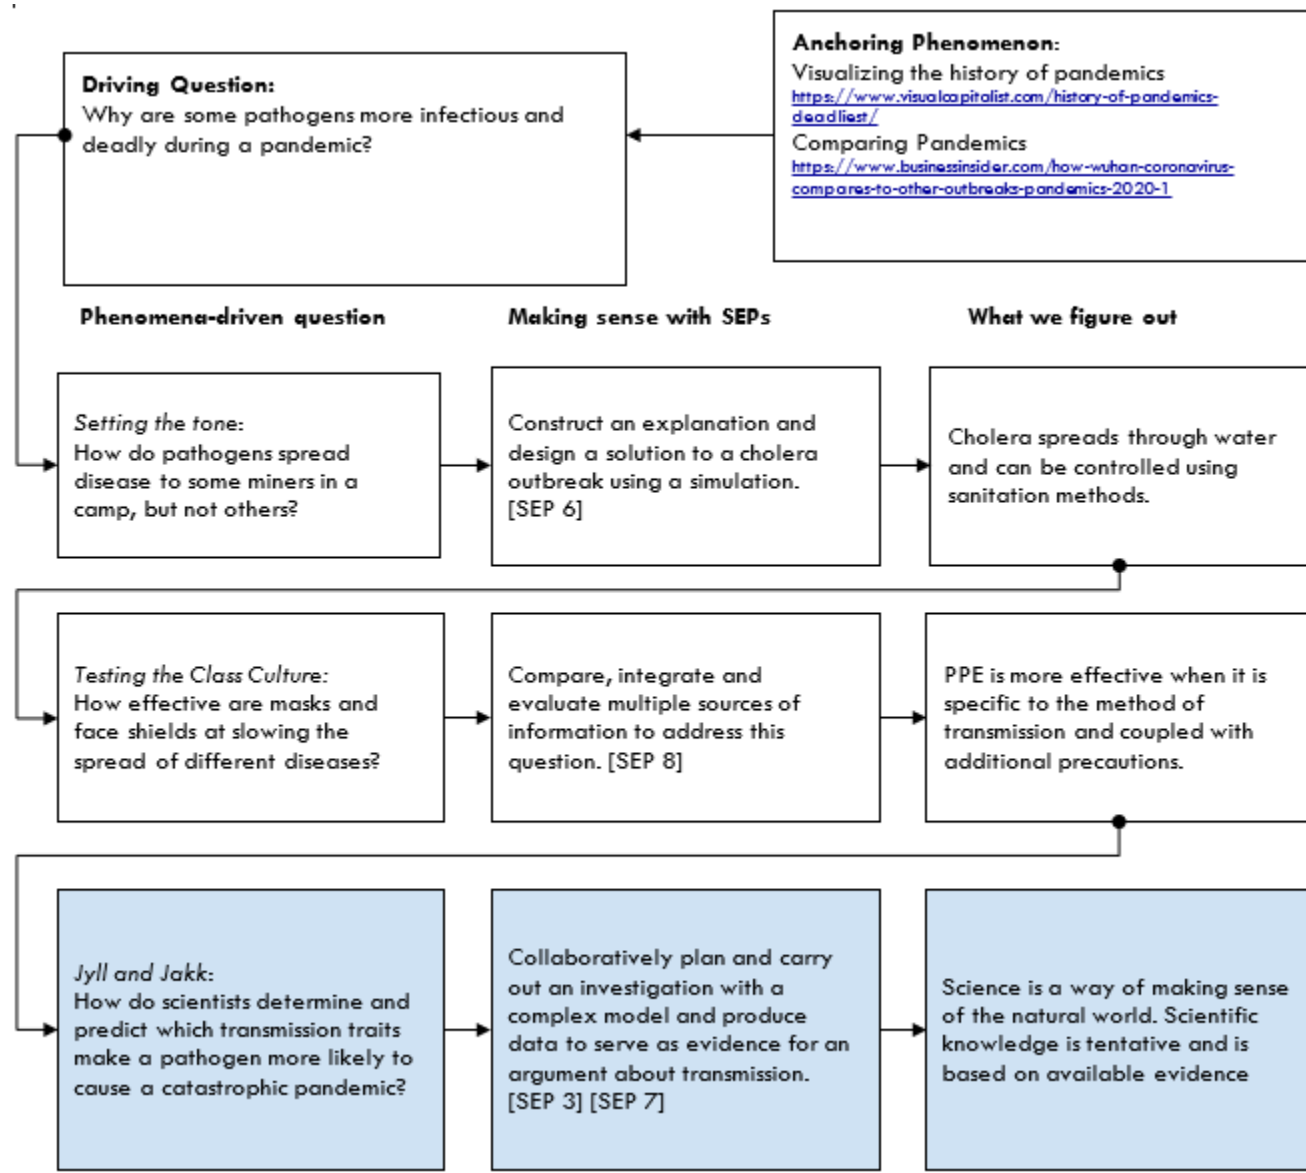 Driving Question:
Why are some pathogens more infectious and
deadly during a pandemic?
Anchoring Phenomenon:
Visualizing the history of pandemics
https://www.visualcapitalist.com/history-of-pandemics-
deadliest/
Comparing Pandemics
https://www.businessinsider.com/how-wuhan-coronavirus-
compares-to-other-outbreaks-pandemics-2020-1
Phenomena-driven question
Making sense with SEPs
What we figure out
Setting the tone:
How do pathogens spread
disease to some miners in a
camp, but not others?
Construct an explanation and
design a solution to a cholera
outbreak using a simulation.
[SEP 6]
Cholera spreads through water
and can be controlled using
sanitation methods.
Testing the Class Culture:
How effective are masks and
face shields at slowing the
spread of different diseases?
Compare, integrate and
evaluate multiple sources of
information to address this
question. [SEP 8]
PPE is more effective when it is
specific to the method of
transmission and coupled with
additional precautions.
Jyll and Jakk:
How do scientists determine and
predict which transmission traits
make a pathogen more likely to
cause a catastrophic pandemic?
Collaboratively plan and carry
out an investigation with a
complex model and produce
data to serve as evidence for an
argument about transmission.
[SEP 3] [SEP 7]
Science is a way of making sense
of the natural world. Scientific
knowledge is tentative and is
based on available evidence